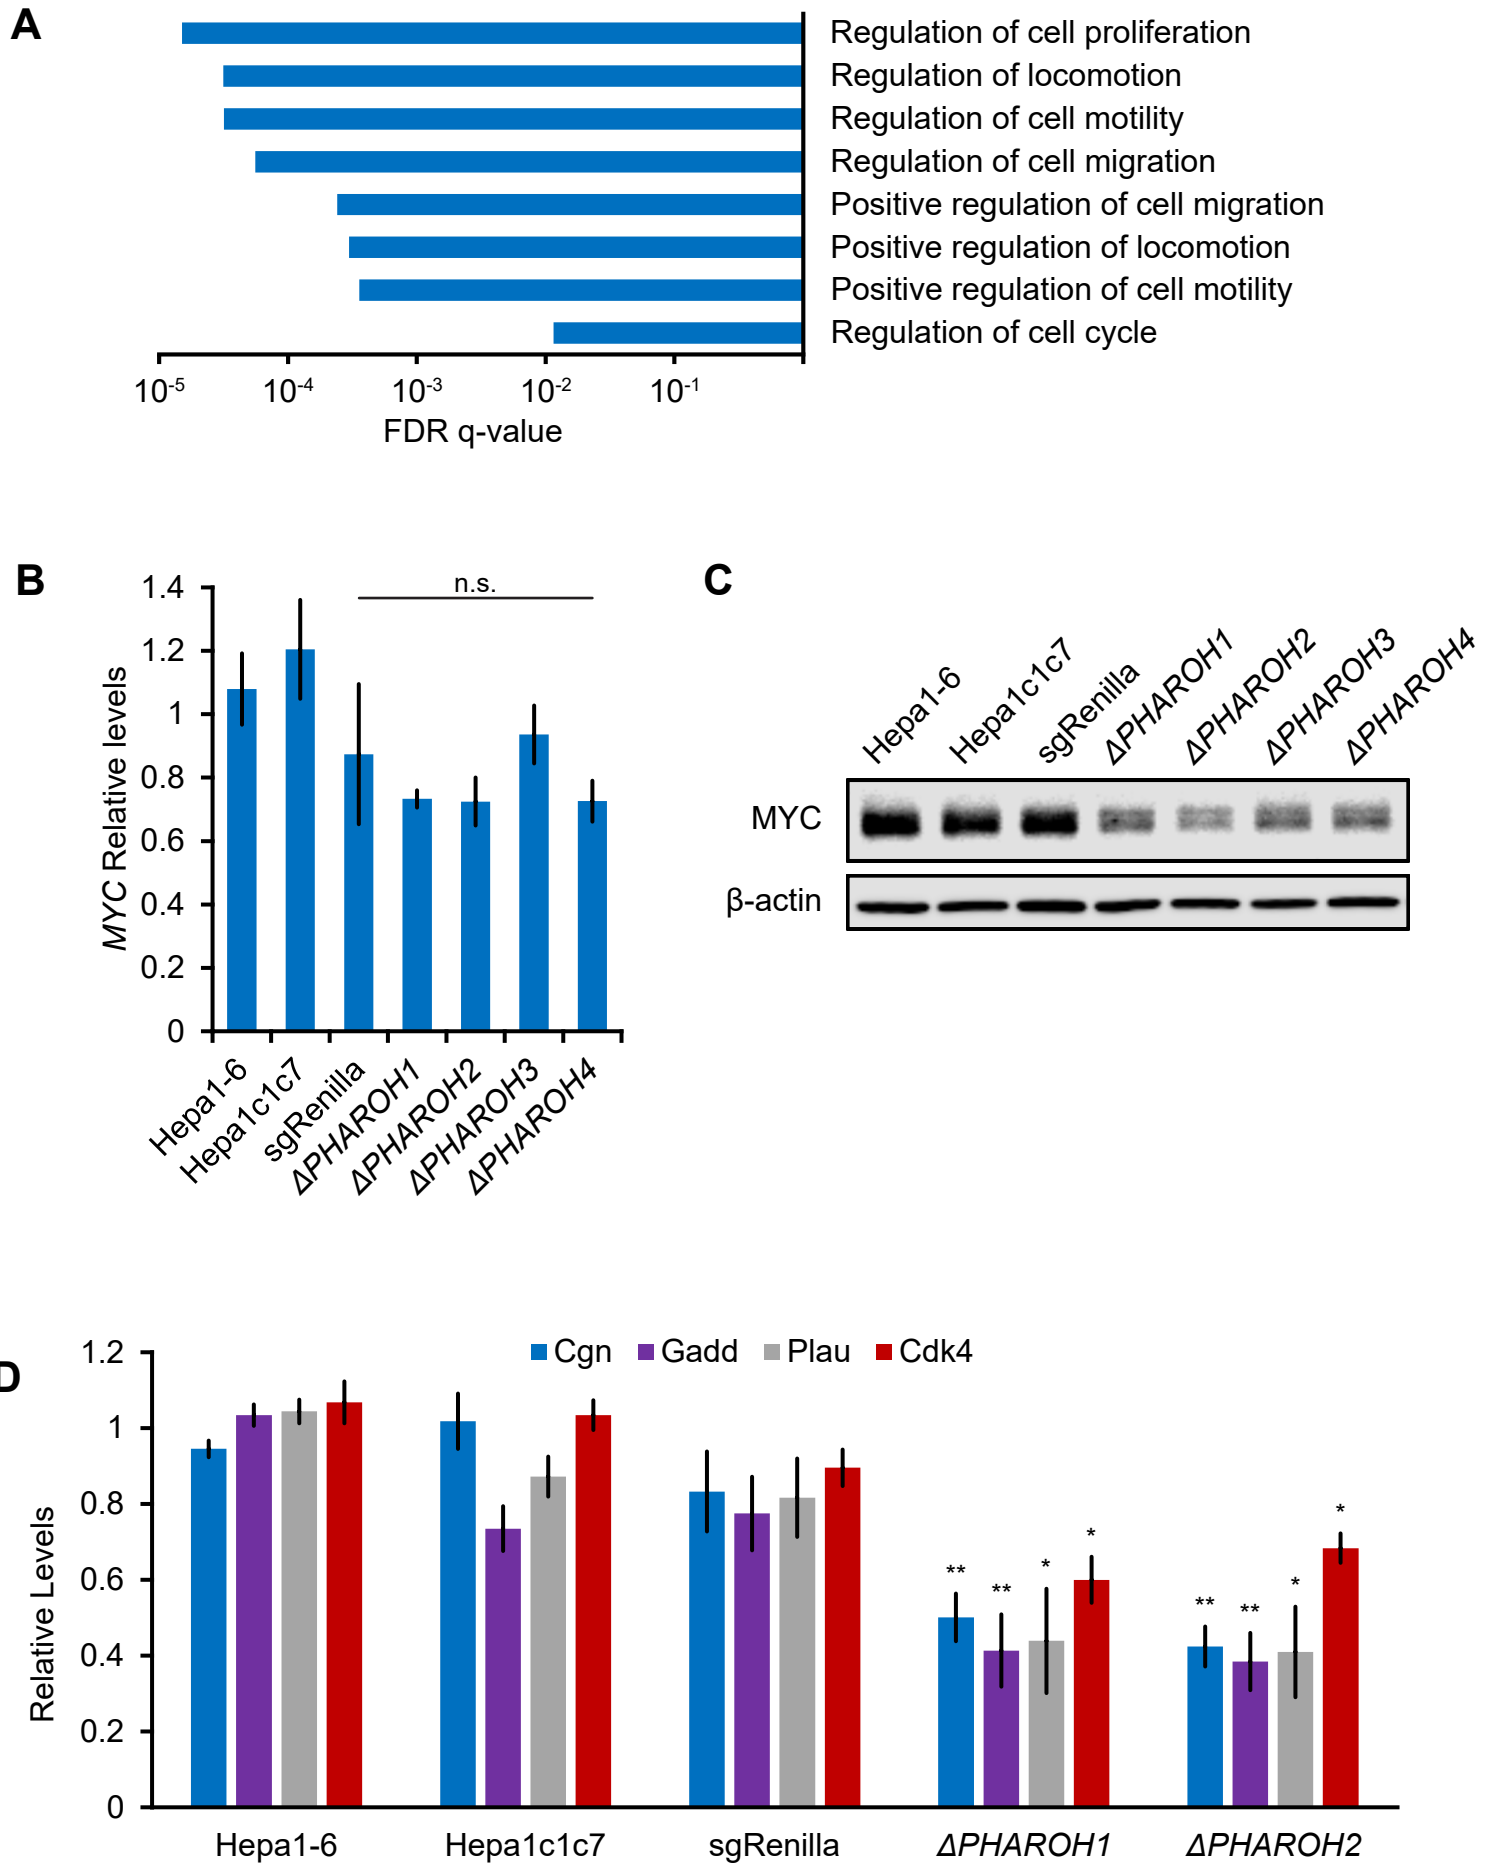 A
Regulation of cell proliferation
Regulation of locomotion
Regulation of cell motility
Regulation of cell migration
Positive regulation of cell migration
Positive regulation of locomotion
Positive regulation of cell motility
Regulation of cell cycle
10-5 10-4 10-3 10-2 10-1
FDR q-value
B
MYC Relative levels
1.4
1.2
1
0.8
0.6
0.4
0.2
0
n.s.
Hepa1-6
Hepa1c1c7
sgRenilla
ΔPHAROH1
ΔPHAROH2
ΔPHAROH3
ΔPHAROH4
C
Hepa1-6
Hepa1c1c7
sgRenilla
ΔPHAROH1
ΔPHAROH2
ΔPHAROH3
ΔPHAROH4
MYC
β-actin
D
Cgn Gadd Plau Cdk4
Relative Levels
1.2
1
0.8
0.6
0.4
0.2
0
** ** * *
** ** * *
Hepa1-6 Hepa1c1c7 sgRenilla ΔPHAROH1 ΔPHAROH2